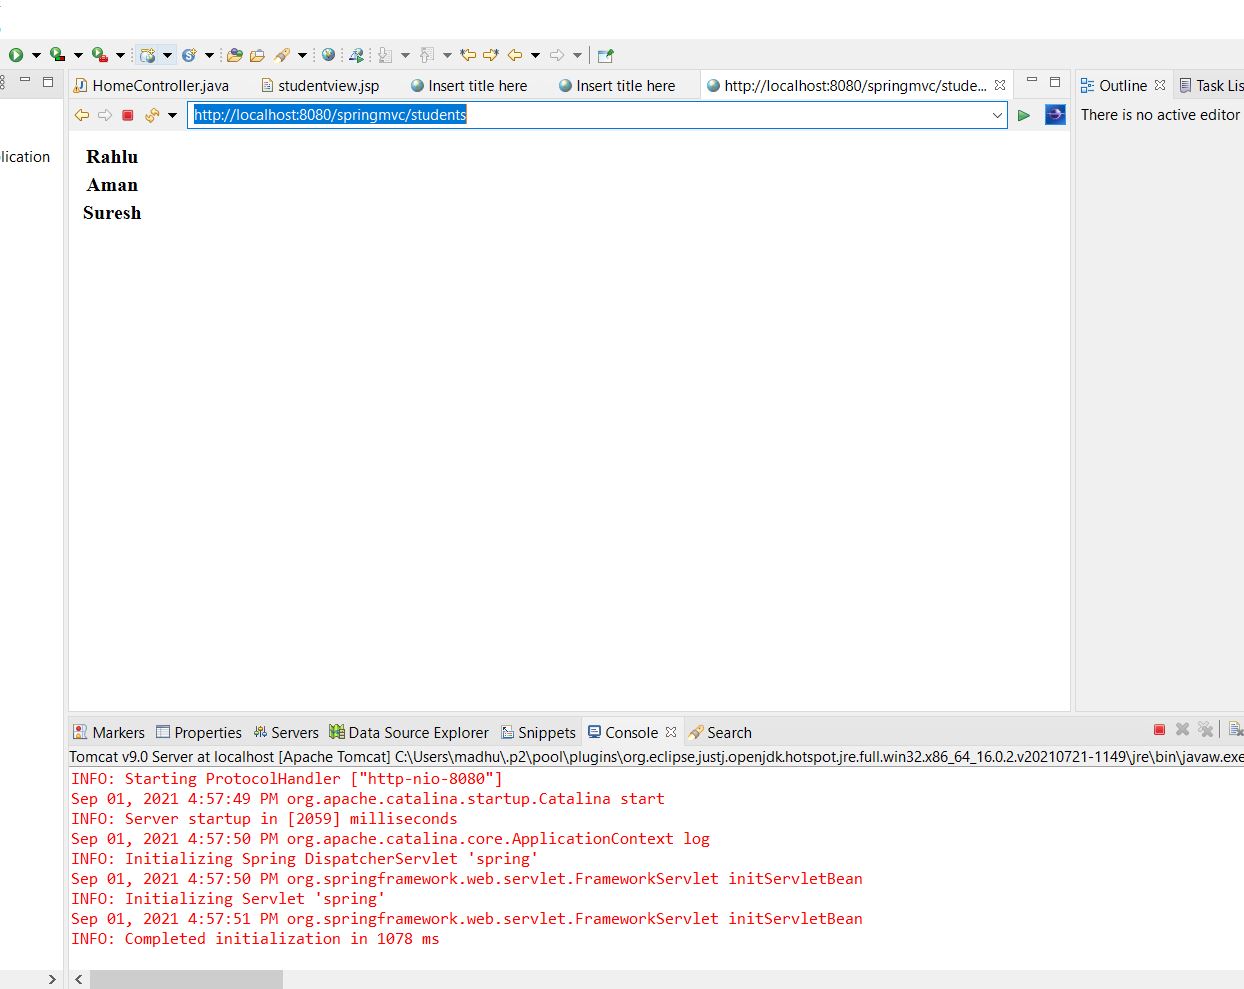 HomeController.java studentview.jsp Insert title here Insert title here http://localhost:8080/springmvc/stude...
Outline Task Lis
http://localhost:8080/springmvc/students
There is no active editor
lication
Rahlu
Aman
Suresh
Markers Properties Servers Data Source Explorer Snippets Console Search
Tomcat v9.0 Server at localhost [Apache Tomcat] C:\Users\madhu\.p2\pool\plugins\org.eclipse.justj.openjdk.hotspot.jre.full.win32.x86_64_16.0.2.v20210721-1149\jre\bin\javaw.exe
INFO: Starting ProtocolHandler ["http-nio-8080"]
Sep 01, 2021 4:57:49 PM org.apache.catalina.startup.Catalina start
INFO: Server startup in [2059] milliseconds
Sep 01, 2021 4:57:50 PM org.apache.catalina.core.ApplicationContext log
INFO: Initializing Spring DispatcherServlet 'spring'
Sep 01, 2021 4:57:50 PM org.springframework.web.servlet.FrameworkServlet initServletBean
INFO: Initializing Servlet 'spring'
Sep 01, 2021 4:57:51 PM org.springframework.web.servlet.FrameworkServlet initServletBean
INFO: Completed initialization in 1078 ms